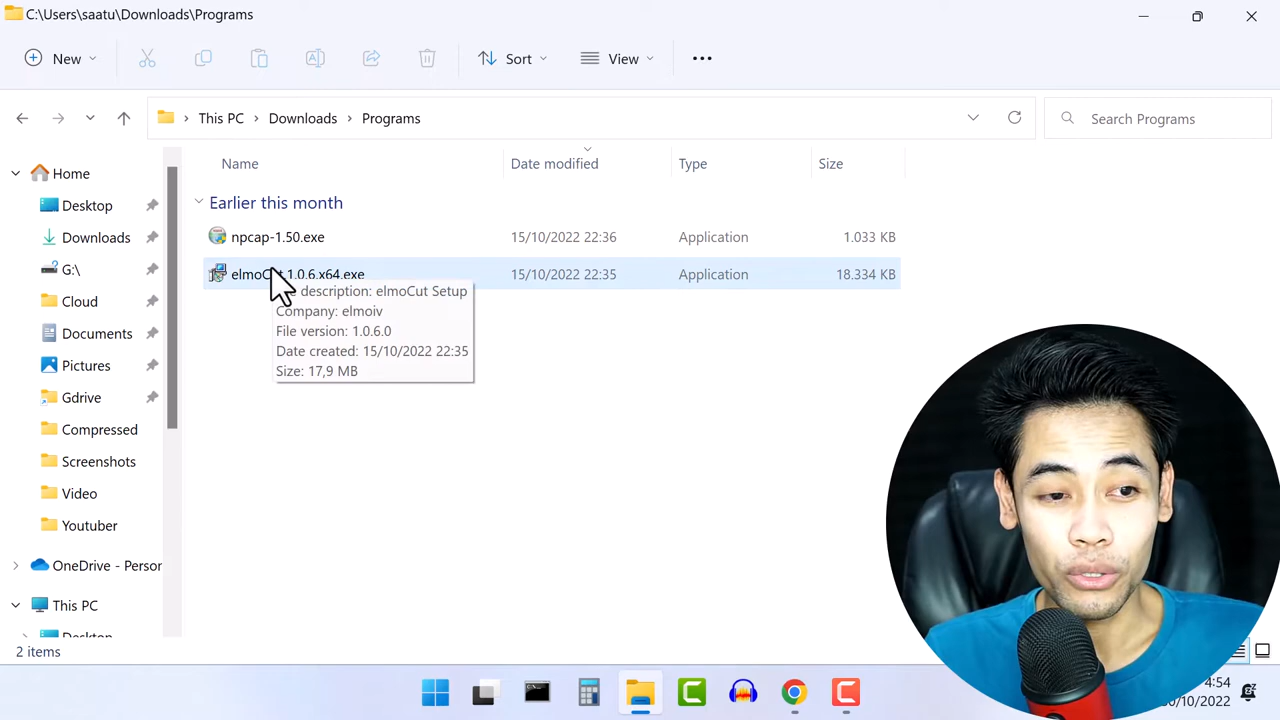 C:\Users\saatu\Downloads\Programs
New
Sort
View
This PC
Downloads
Programs
Search Programs
Name
Date modified
Type
Size
Earlier this month
npcap-1.50.exe
15/10/2022 22:36
Application
1.033 KB
elmoC 1.0.6.x64.exe
15/10/2022 22:35
Application
18.334 KB
description: elmoCut Setup
Company: elmoiv
File version: 1.0.6.0
Date created: 15/10/2022 22:35
Size: 17,9 MB
Home
Desktop
Downloads
G:\
Cloud
Documents
Pictures
Gdrive
Compressed
Screenshots
Video
Youtuber
OneDrive - Person
This PC
Desktop
2 items
4:54
0/10/2022